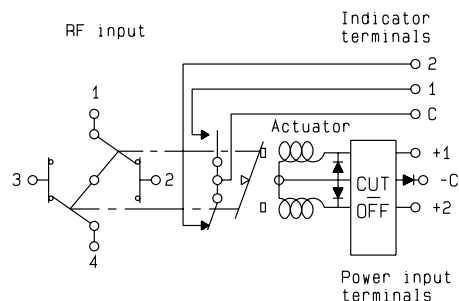 RF input
Indicator
terminals
2
1
C
1
Actuator
+1
3
2
CUT
OFF
-C
+2
4
Power input
terminals